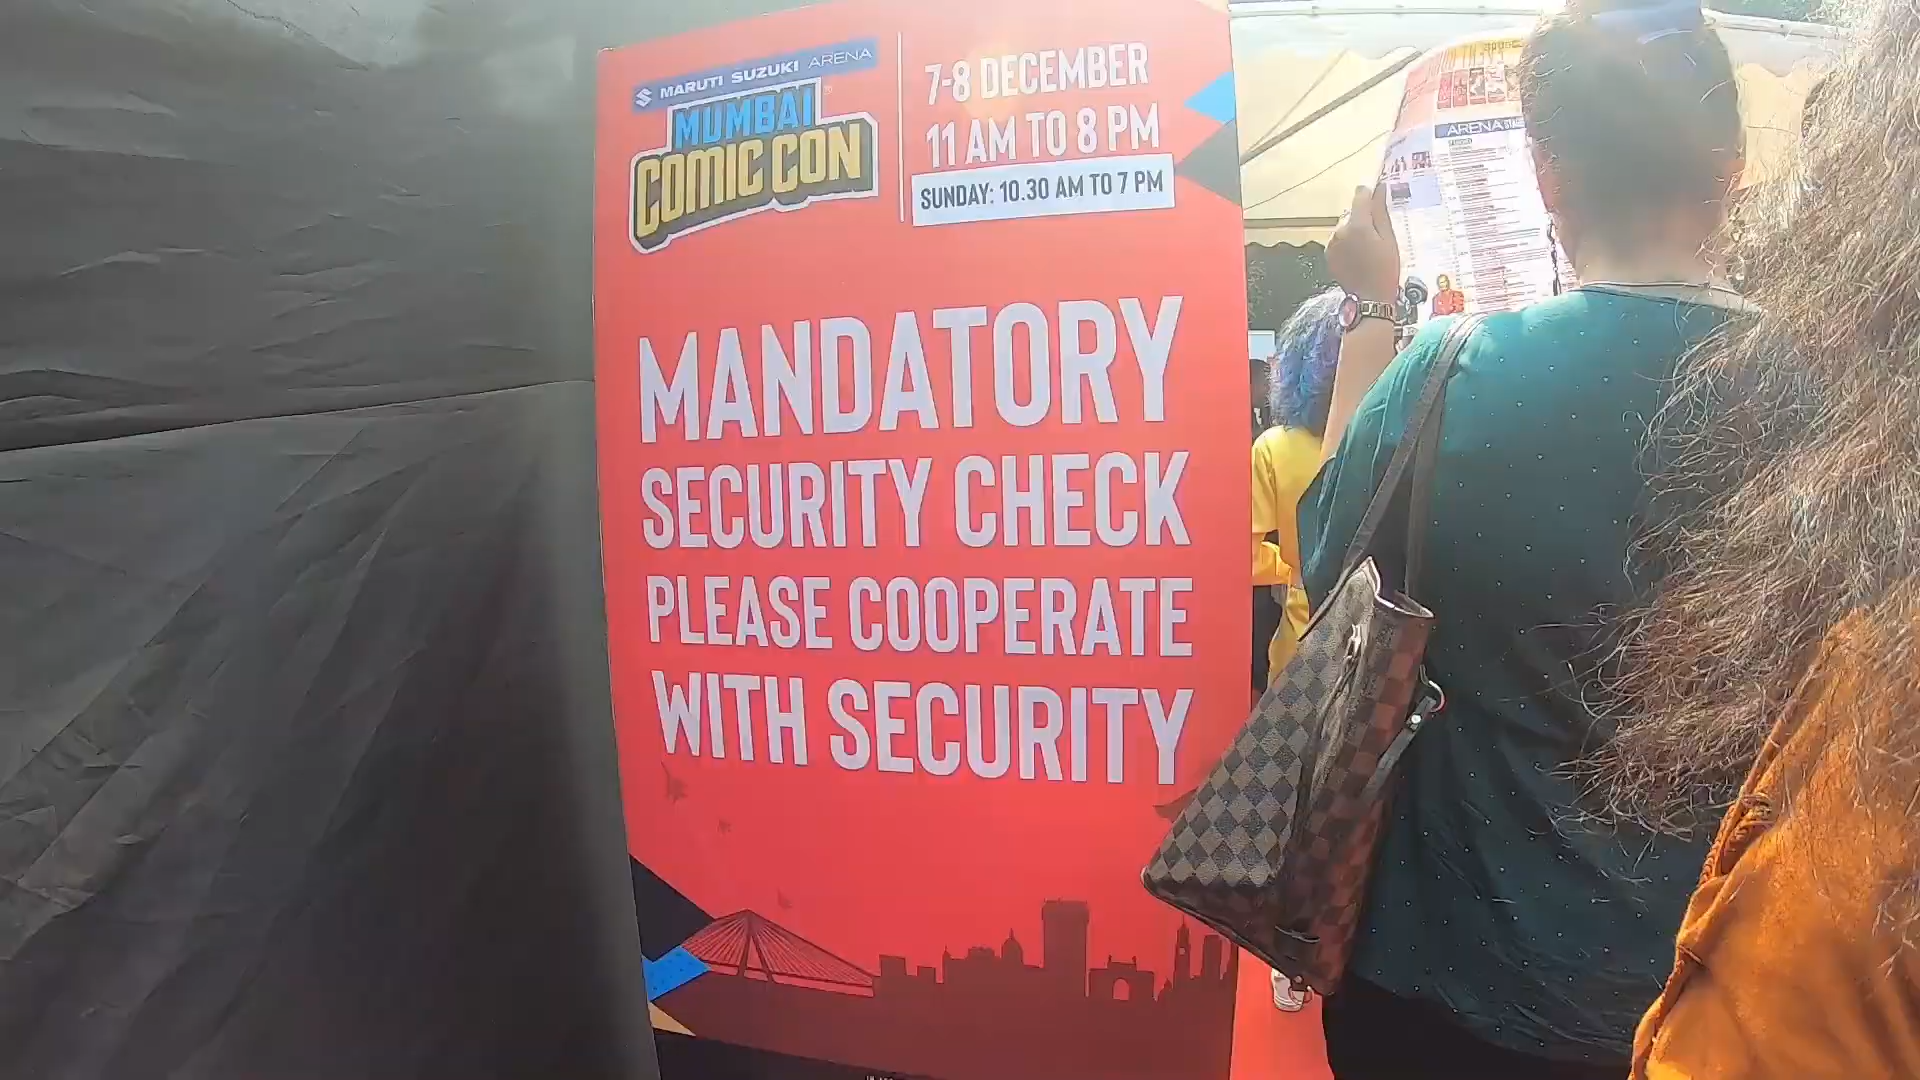 MARUTI SUZUKI ARENA
MUMBAI
COMIC CON
7-8 DECEMBER
11 AM TO 8 PM
SUNDAY: 10.30 AM TO 7 PM
MANDATORY
SECURITY CHECK
PLEASE COOPERATE
WITH SECURITY
ARENA STAGE